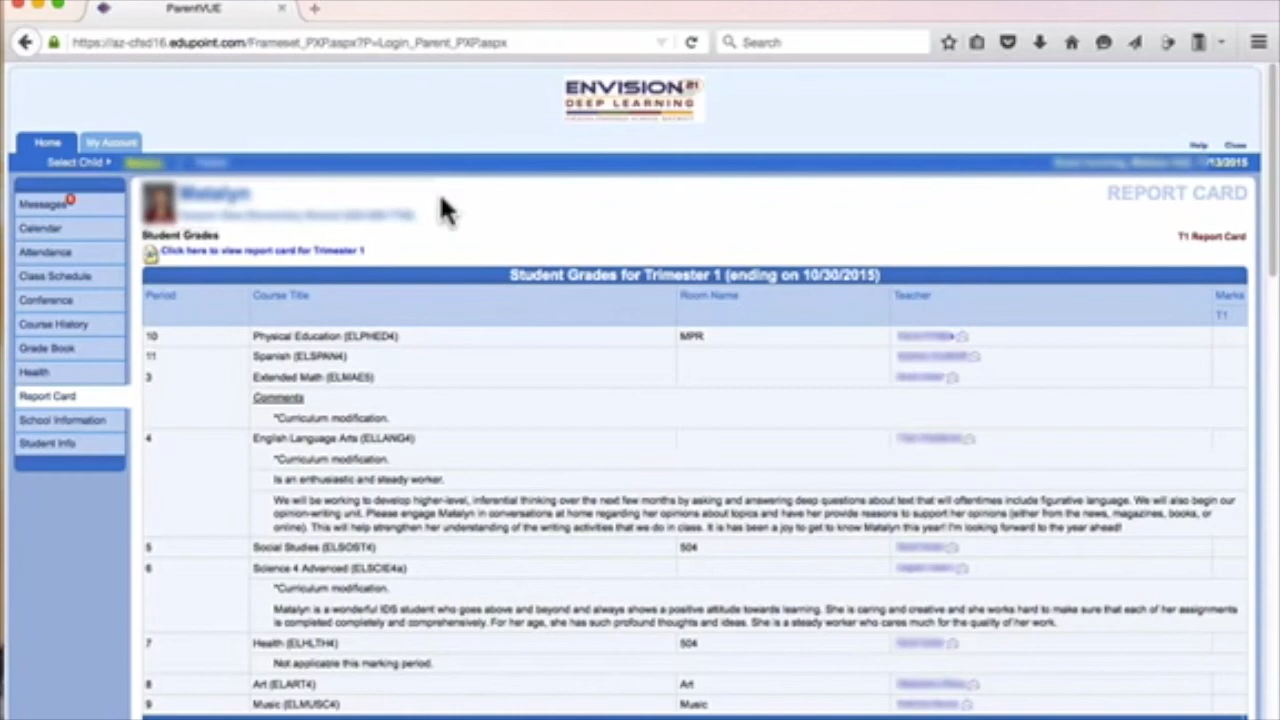 ParentVUE
https://az-cfsd16.edupoint.com/Frameset_PXP.aspx?P=Login_Parent_PXP.aspx
Search
ENVISION21
DEEP LEARNING
Home My Account
Help Close
Select Child
/13/2015
Messages
Calendar
Attendance
Class Schedule
Conference
Course History
Grade Book
Health
Report Card
School Information
Student Info
Matalyn
REPORT CARD
Student Grades
T1 Report Card
Click here to view report card for Trimester 1
Student Grades for Trimester 1 (ending on 10/30/2015)
Period Course Title Room Name Teacher Marks
T1
10 Physical Education (ELPHED4) MPR
11 Spanish (ELSPAN4)
3 Extended Math (ELMAE5)
Comments
*Curriculum modification.
4 English Language Arts (ELLANG4)
*Curriculum modification.
Is an enthusiastic and steady worker.
We will be working to develop higher-level, inferential thinking over the next few months by asking and answering deep questions about text that will oftentimes include figurative language. We will also begin our
opinion-writing unit. Please engage Matalyn in conversations at home regarding her opinions about topics and have her provide reasons to support her opinions (either from the news, magazines, books, or
online). This will help strengthen her understanding of the writing activities that we do in class. It is has been a joy to get to know Matalyn this year! I'm looking forward to the year ahead!
5 Social Studies (ELSOST4) 504
6 Science 4 Advanced (ELSCIE4a)
*Curriculum modification.
Matalyn is a wonderful IDS student who goes above and beyond and always shows a positive attitude towards learning. She is caring and creative and she works hard to make sure that each of her assignments
is completed completely and comprehensively. For her age, she has such profound thoughts and ideas. She is a steady worker who cares much for the quality of her work.
7 Health (ELHLTH4) 504
Not applicable this marking period.
8 Art (ELART4) Art
9 Music (ELMUSC4) Music